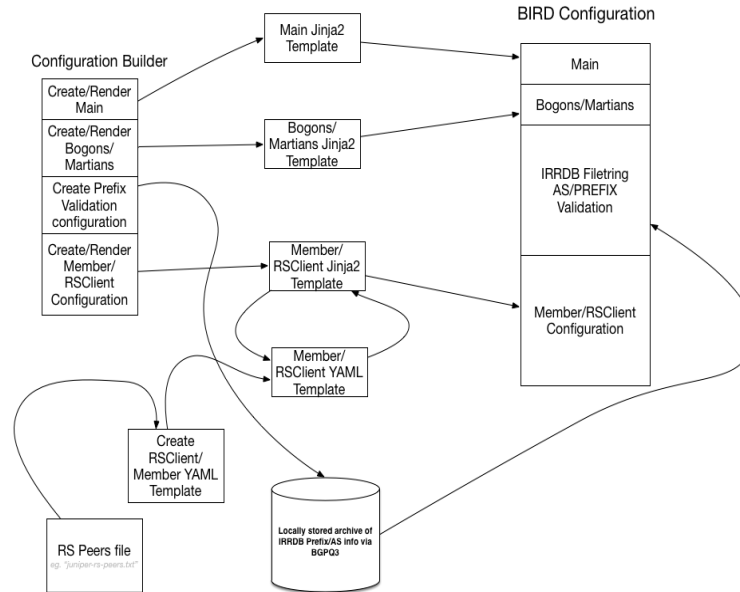 BIRD Configuration
Configuration Builder
Create/Render
Main
Create/Render
Bogons/
Martians
Create Prefix
Validation
configuration
Create/Render
Member/
RSClient
Configuration
Main Jinja2
Template
Bogons/
Martians Jinja2
Template
Member/
RSClient Jinja2
Template
Member/
RSClient YAML
Template
Create
RSClient/
Member YAML
Template
RS Peers file
eg. "juniper-rs-peers.txt"
Locally stored archive of
IRRDB Prefix/AS info via
BGPQ3
Main
Bogons/Martians
IRRDB Filetring
AS/PREFIX
Validation
Member/RSClient
Configuration